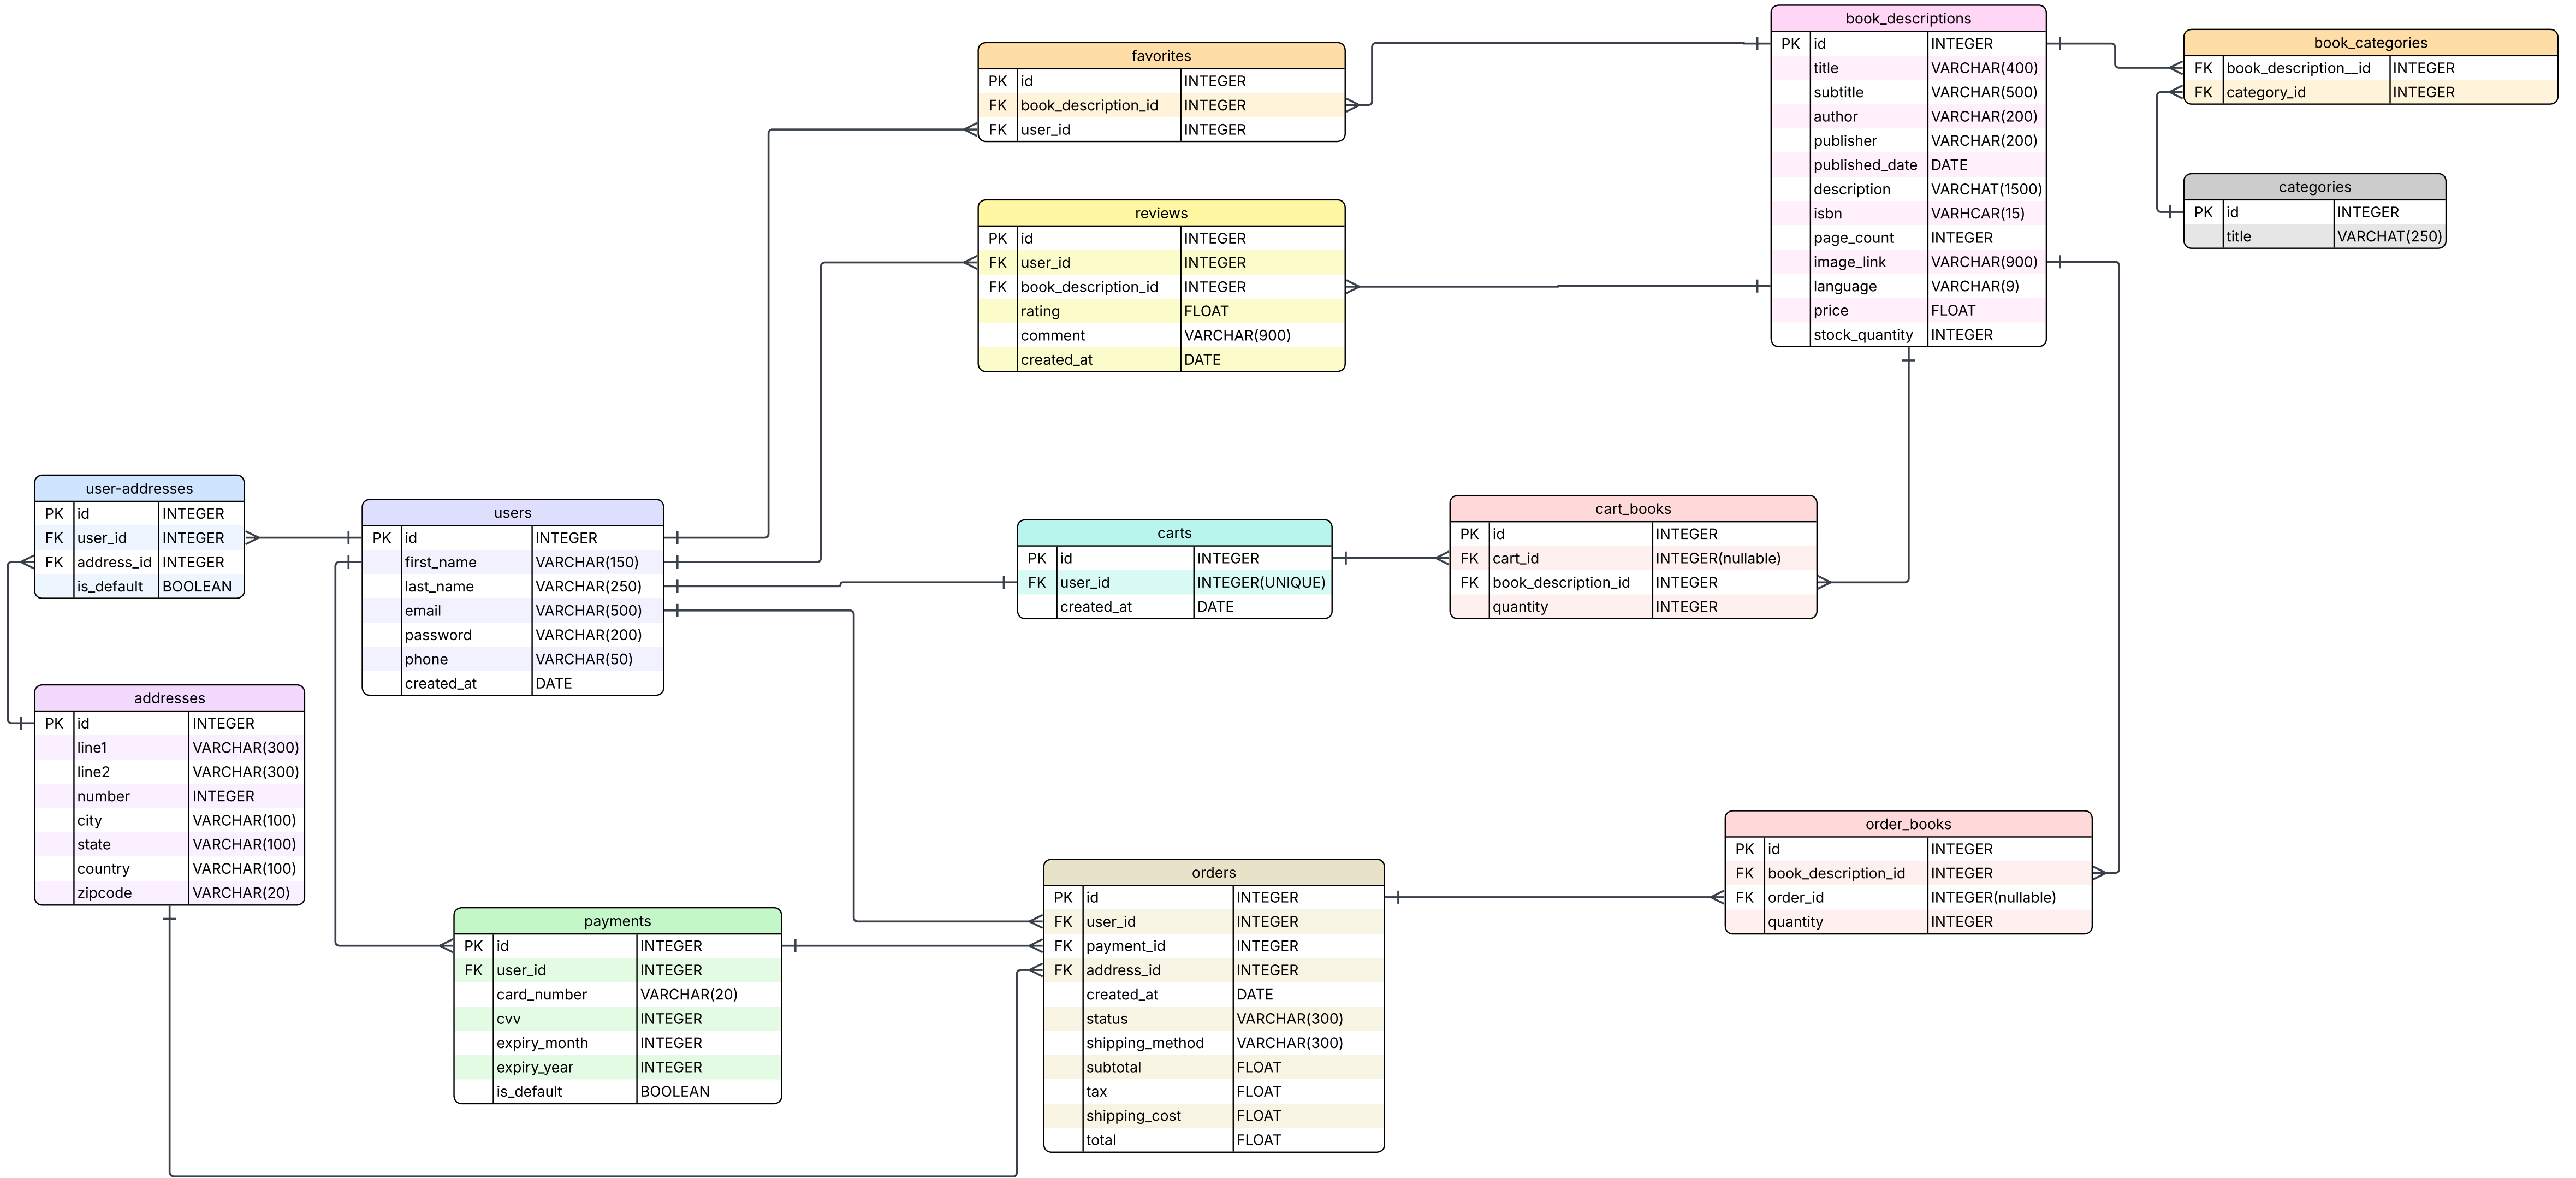 book_descriptions
PK id INTEGER
title VARCHAR(400)
subtitle VARCHAR(500)
author VARCHAR(200)
publisher VARCHAR(200)
published_date DATE
description VARCHAT(1500)
isbn VARHCAR(15)
page_count INTEGER
image_link VARCHAR(900)
language VARCHAR(9)
price FLOAT
stock_quantity INTEGER
book_categories
FK book_description__id INTEGER
FK category_id INTEGER
favorites
PK id INTEGER
FK book_description_id INTEGER
FK user_id INTEGER
categories
PK id INTEGER
title VARCHAT(250)
reviews
PK id INTEGER
FK user_id INTEGER
FK book_description_id INTEGER
rating FLOAT
comment VARCHAR(900)
created_at DATE
user-addresses
PK id INTEGER
FK user_id INTEGER
FK address_id INTEGER
is_default BOOLEAN
users
PK id INTEGER
first_name VARCHAR(150)
last_name VARCHAR(250)
email VARCHAR(500)
password VARCHAR(200)
phone VARCHAR(50)
created_at DATE
carts
PK id INTEGER
FK user_id INTEGER(UNIQUE)
created_at DATE
cart_books
PK id INTEGER
FK cart_id INTEGER(nullable)
FK book_description_id INTEGER
quantity INTEGER
addresses
PK id INTEGER
line1 VARCHAR(300)
line2 VARCHAR(300)
number INTEGER
city VARCHAR(100)
state VARCHAR(100)
country VARCHAR(100)
zipcode VARCHAR(20)
payments
PK id INTEGER
FK user_id INTEGER
card_number VARCHAR(20)
cvv INTEGER
expiry_month INTEGER
expiry_year INTEGER
is_default BOOLEAN
orders
PK id INTEGER
FK user_id INTEGER
FK payment_id INTEGER
FK address_id INTEGER
created_at DATE
status VARCHAR(300)
shipping_method VARCHAR(300)
subtotal FLOAT
tax FLOAT
shipping_cost FLOAT
total FLOAT
order_books
PK id INTEGER
FK book_description_id INTEGER
FK order_id INTEGER(nullable)
quantity INTEGER